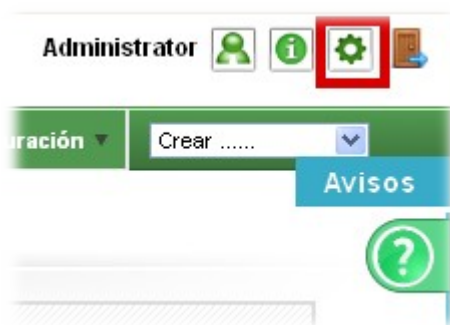 Administrator
uración
Crear ......
Avisos
?